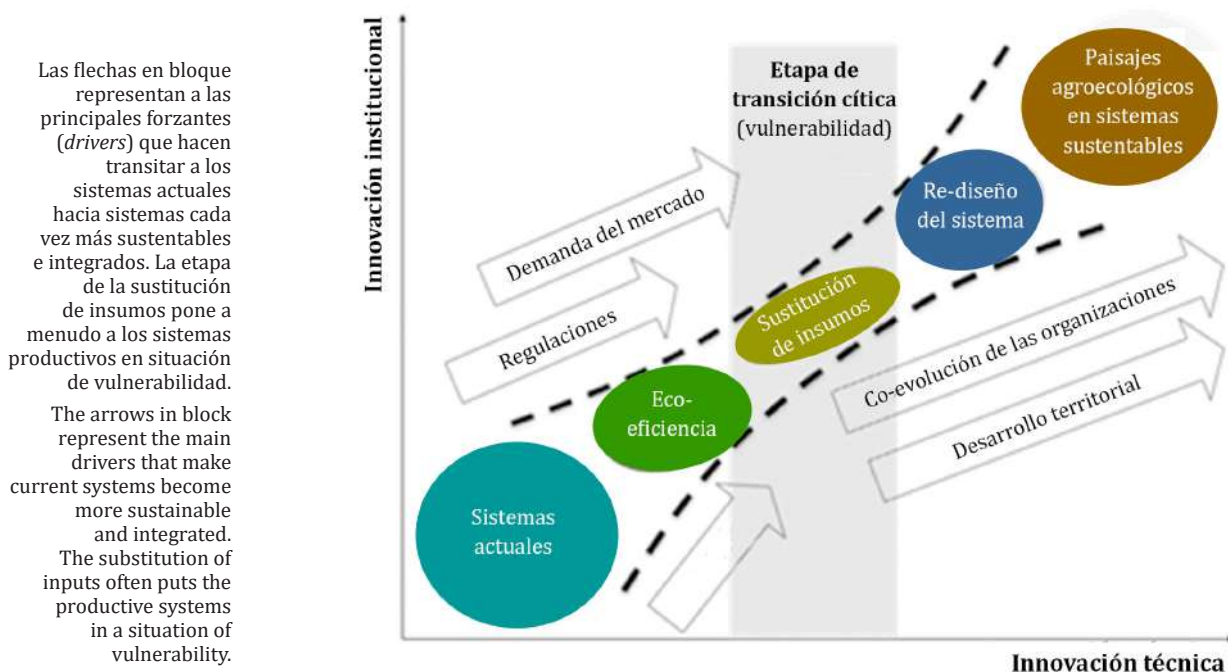 Las flechas en bloque
representan a las
principales forzantes
(drivers) que hacen
transitar a los
sistemas actuales
hacia sistemas cada
vez más sustentables
e integrados. La etapa
de la sustitución
de insumos pone a
menudo a los sistemas
productivos en situación
de vulnerabilidad.
The arrows in block
represent the main
drivers that make
current systems become
more sustainable
and integrated.
The substitution of
inputs often puts the
productive systems
in a situation of
vulnerability.
Innovación institucional
Etapa de
transición cítica
(vulnerabilidad)
Paisajes
agroecológicos
en sistemas
sustentables
Demanda del mercado
Re-diseño
del sistema
Regulaciones
Sustitución
de insumos
Co-evolución de las organizaciones
Eco-
eficiencia
Desarrollo territorial
Sistemas
actuales
Innovación técnica